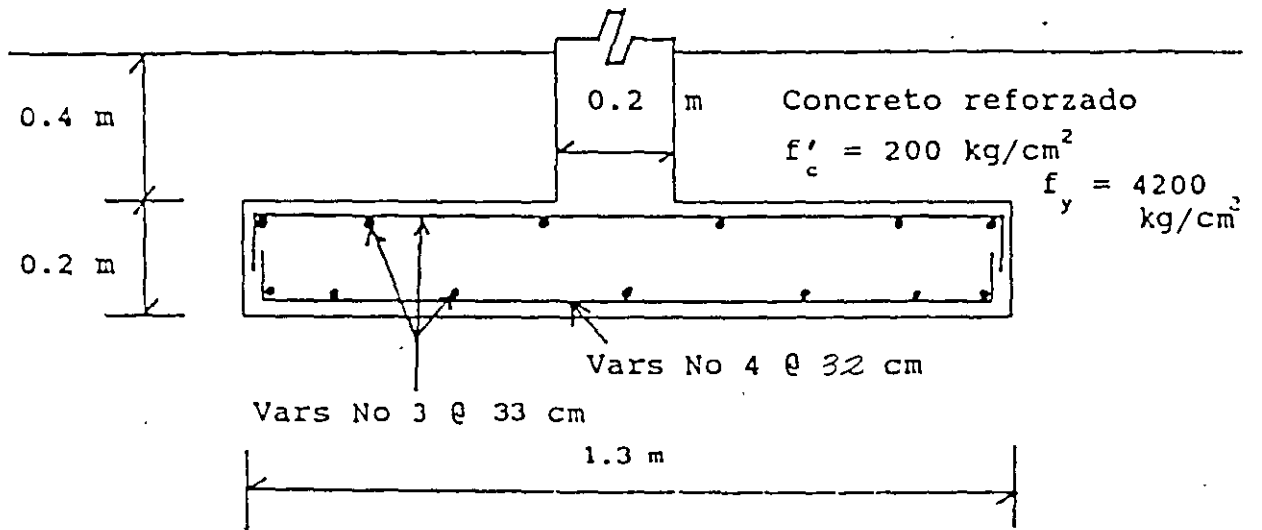 0.4 m
0.2 m
Concreto reforzado
f'c = 200 kg/cm²
fy = 4200
kg/cm²
0.2 m
Vars No 4 @ 32 cm
Vars No 3 @ 33 cm
1.3 m